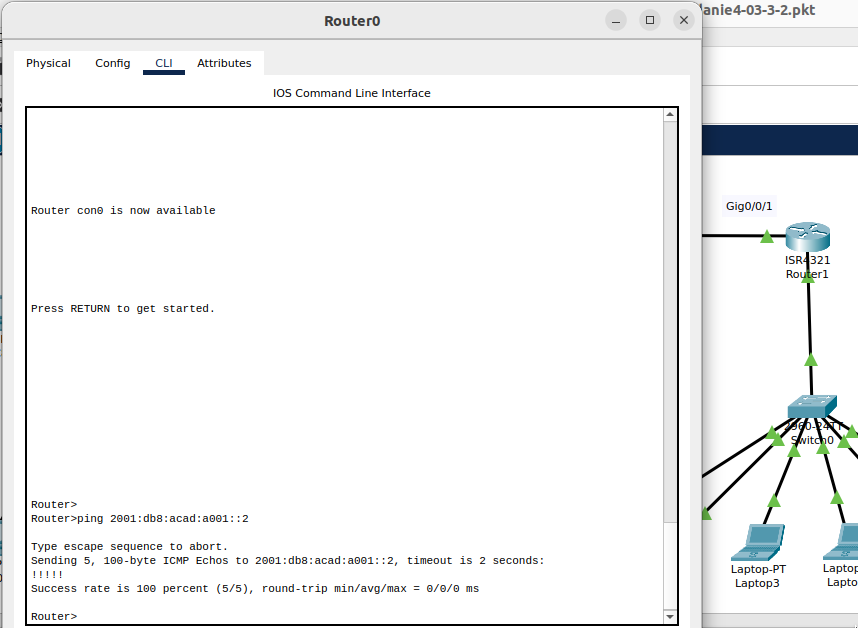 Router0
lanie4-03-3-2.pkt
Physical Config CLI Attributes
IOS Command Line Interface
Router con0 is now available
Press RETURN to get started.
Router>
Router>ping 2001:db8:acad:a001::2
Type escape sequence to abort.
Sending 5, 100-byte ICMP Echos to 2001:db8:acad:a001::2, timeout is 2 seconds:
!!!!!
Success rate is 100 percent (5/5), round-trip min/avg/max = 0/0/0 ms
Router>
Gig0/0/1
ISR4321
Router1
2960-24TT
Switch0
Laptop-PT
Laptop3
Laptop
Lapto